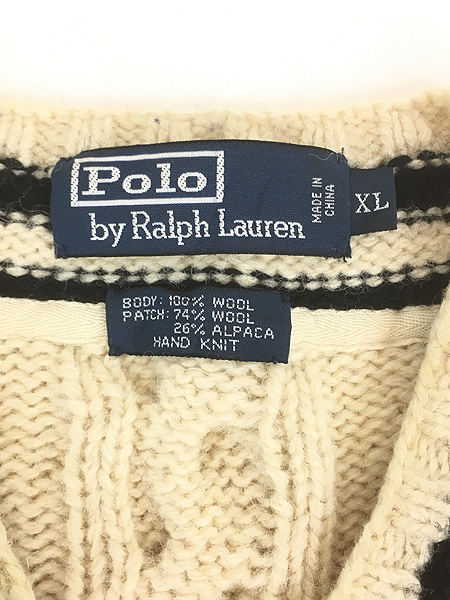 Polo
by Ralph Lauren
MADE IN
CHINA
XL
BODY: 100% WOOL
PATCH: 74% WOOL
26% ALPACA
HAND KNIT